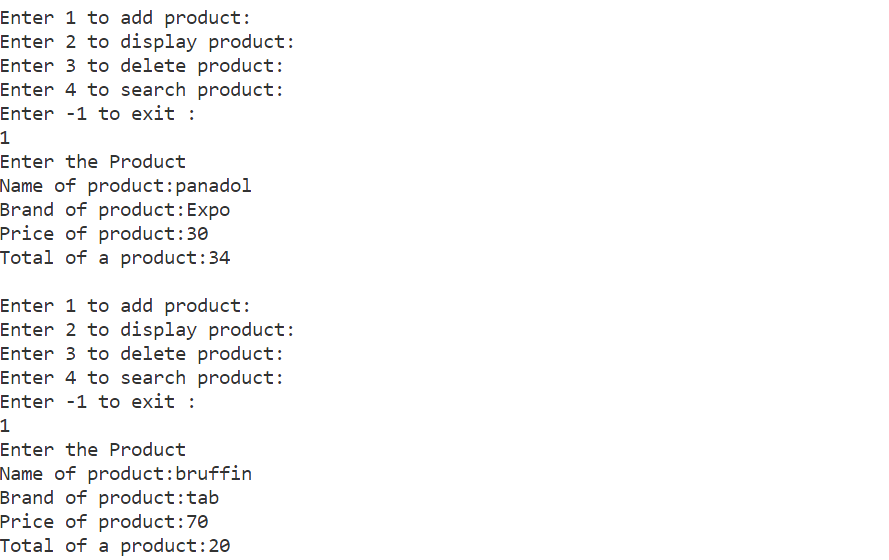 Enter 1 to add product:
Enter 2 to display product:
Enter 3 to delete product:
Enter 4 to search product:
Enter -1 to exit :
1
Enter the Product
Name of product:panadol
Brand of product:Expo
Price of product:30
Total of a product:34

Enter 1 to add product:
Enter 2 to display product:
Enter 3 to delete product:
Enter 4 to search product:
Enter -1 to exit :
1
Enter the Product
Name of product:bruffin
Brand of product:tab
Price of product:70
Total of a product:20